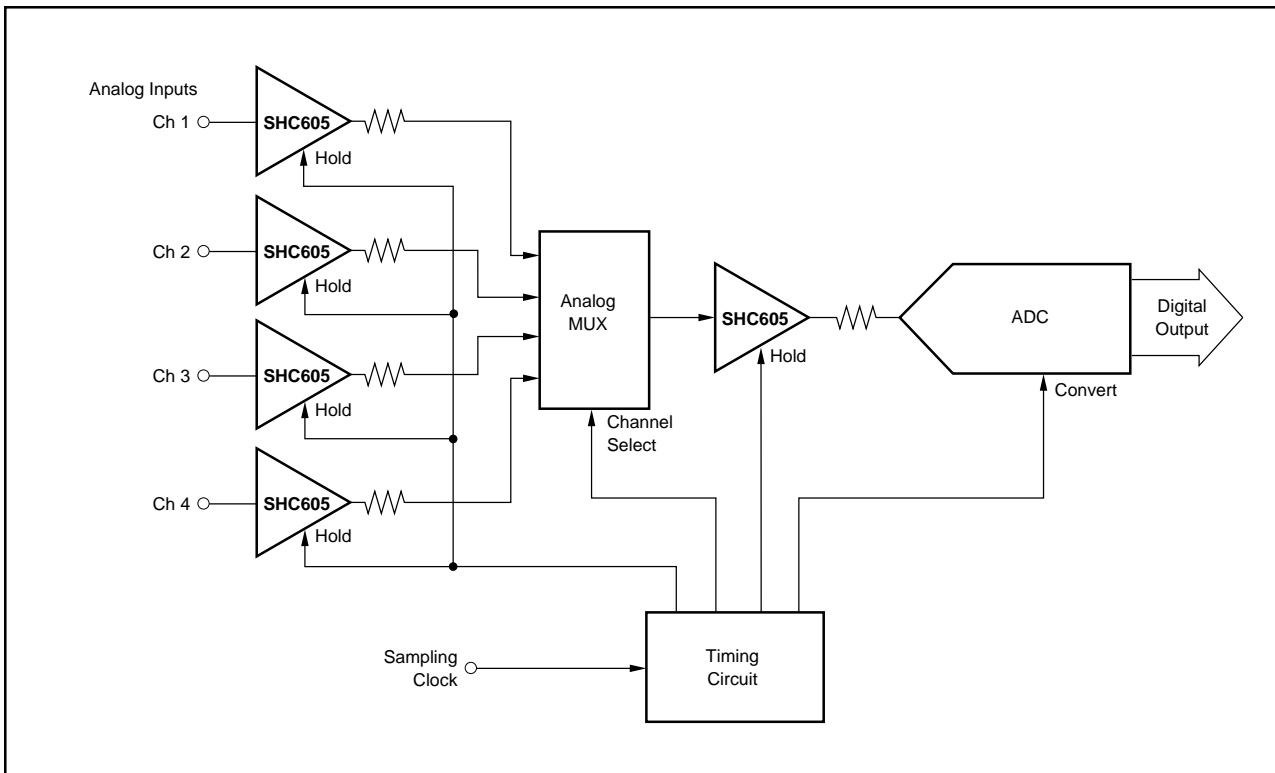 Analog Inputs
Ch 1
SHC605
Hold
Ch 2
SHC605
Hold
Ch 3
SHC605
Hold
Ch 4
SHC605
Hold
Analog
MUX
Channel
Select
SHC605
Hold
ADC
Convert
Digital
Output
Sampling
Clock
Timing
Circuit